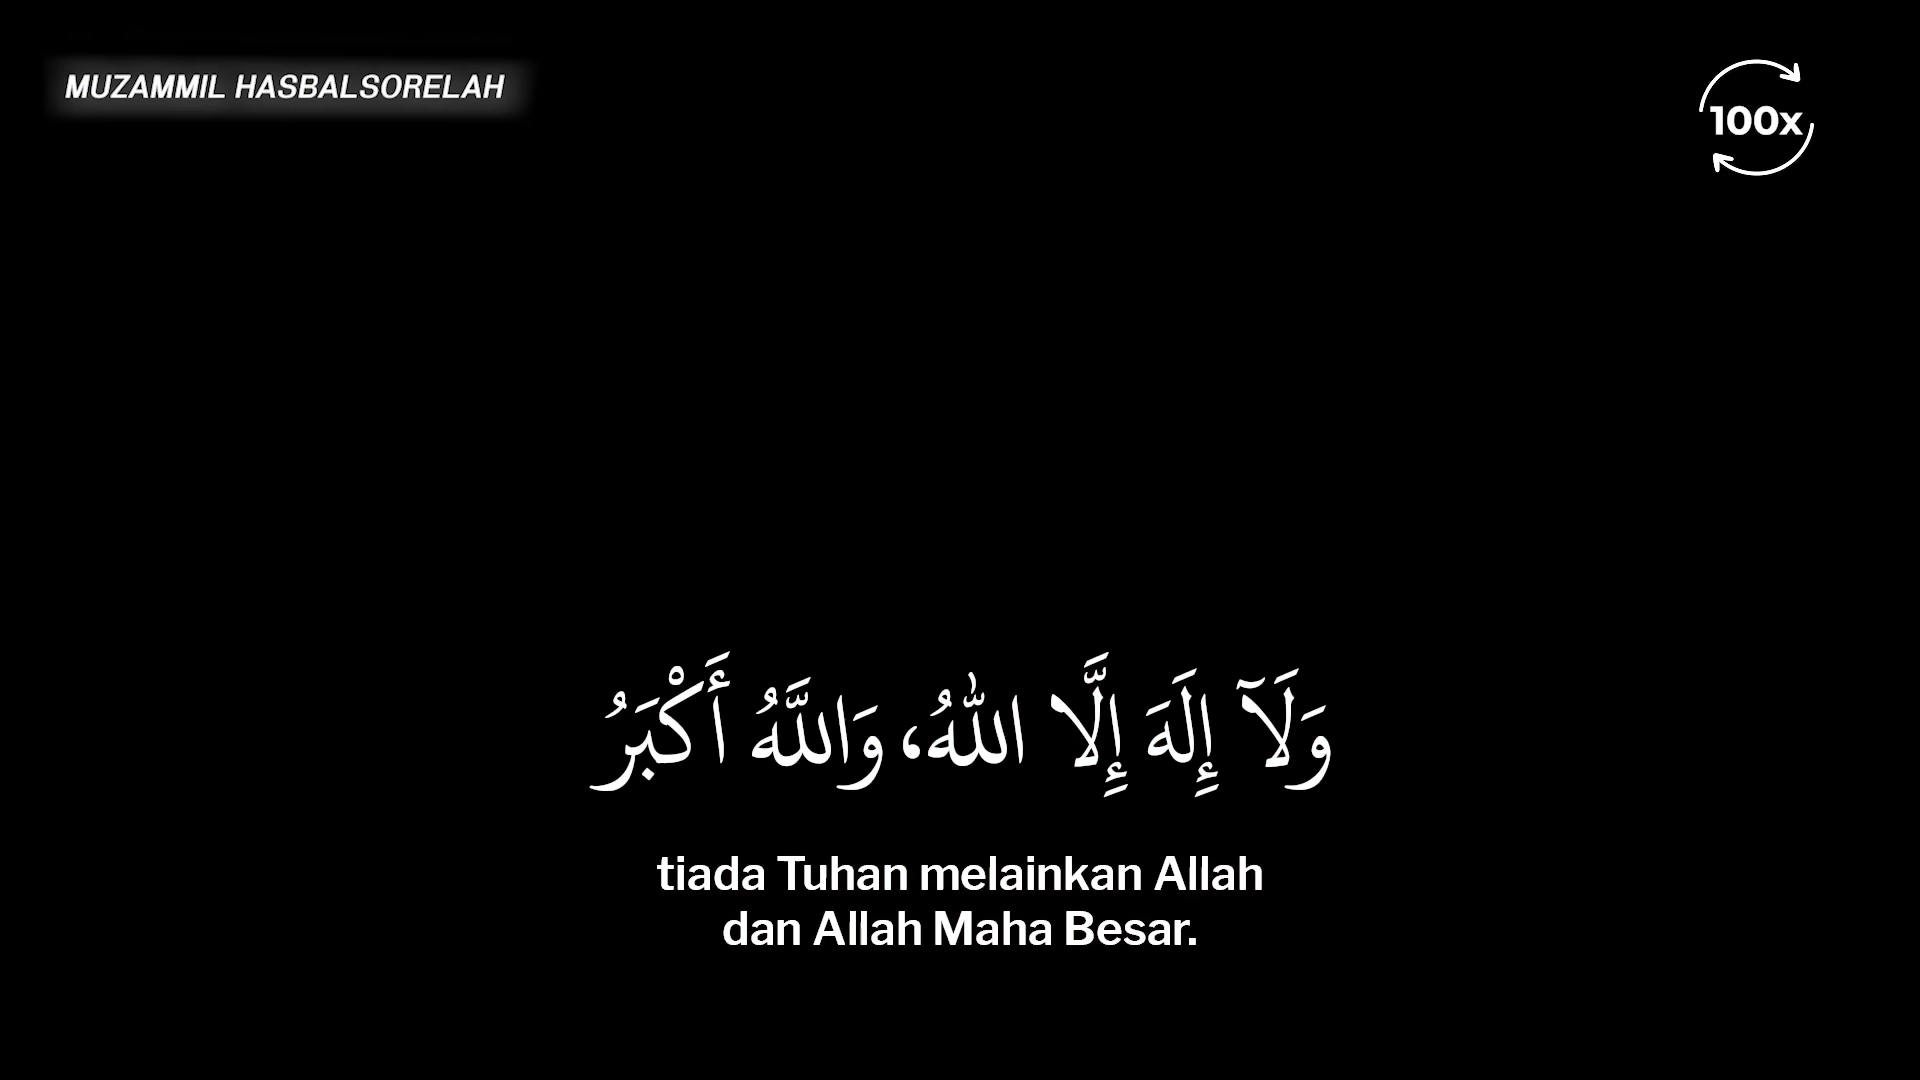 MUZAMMIL HASBALSORELAH
100x
وَلَآ إِلَهَ إِلَّا اللهُ، وَاللَّهُ أَكْبَرُ
tiada Tuhan melainkan Allah
dan Allah Maha Besar.